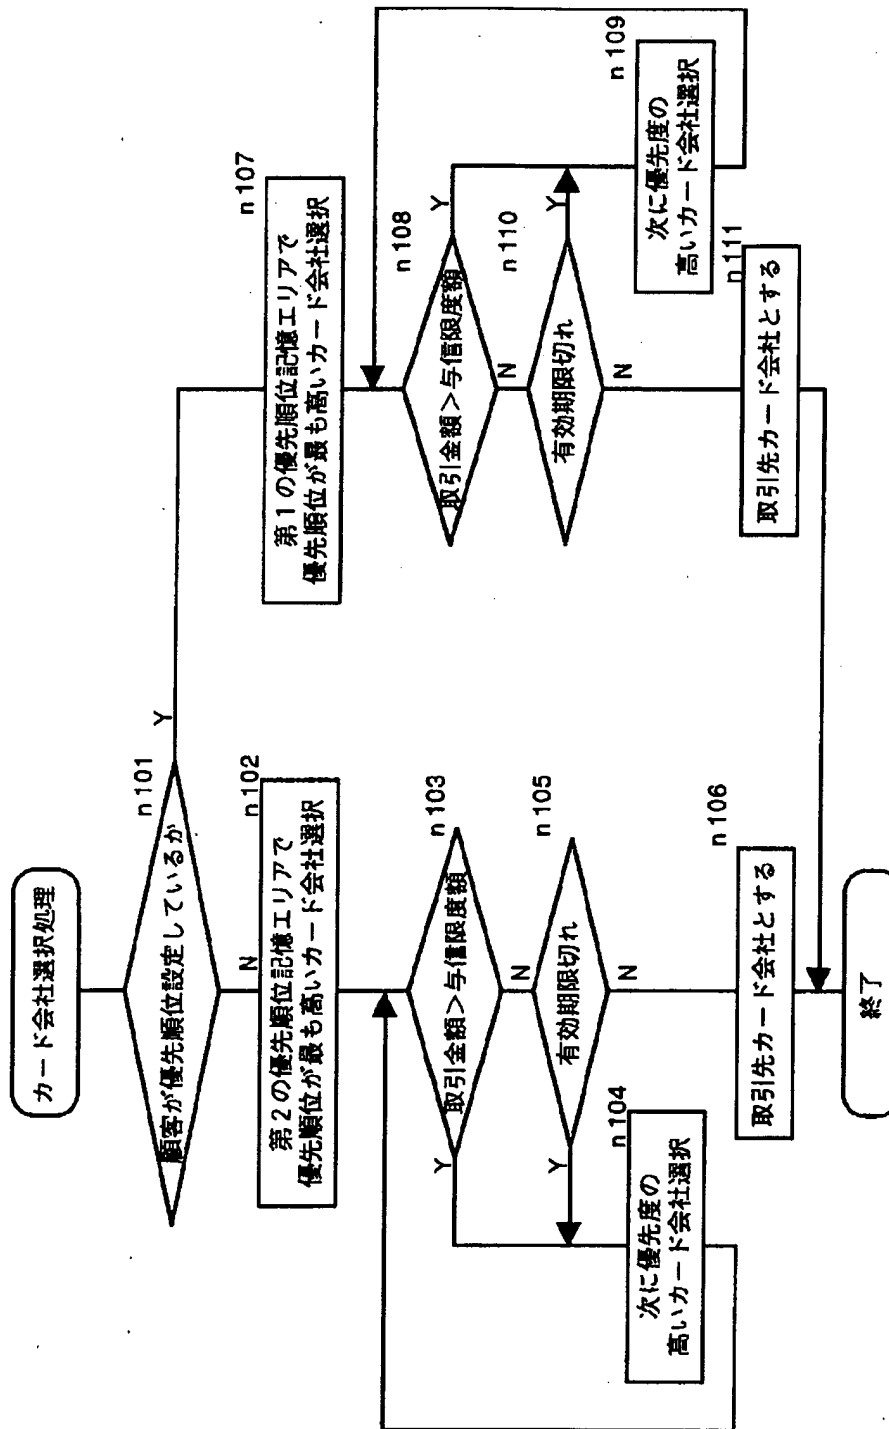 カード会社選択処理
n101
顧客が優先順位設定しているか
Y
N
n102
第2の優先順位記憶エリアで
優先順位が最も高いカード会社選択
n103
取引金額>与信限度額
Y
N
n105
有効期限切れ
Y
N
n104
次に優先度の
高いカード会社選択
n106
取引先カード会社とする
n107
第1の優先順位記憶エリアで
優先順位が最も高いカード会社選択
n108
取引金額>与信限度額
Y
N
n110
有効期限切れ
Y
N
n109
次に優先度の
高いカード会社選択
n111
取引先カード会社とする
終了